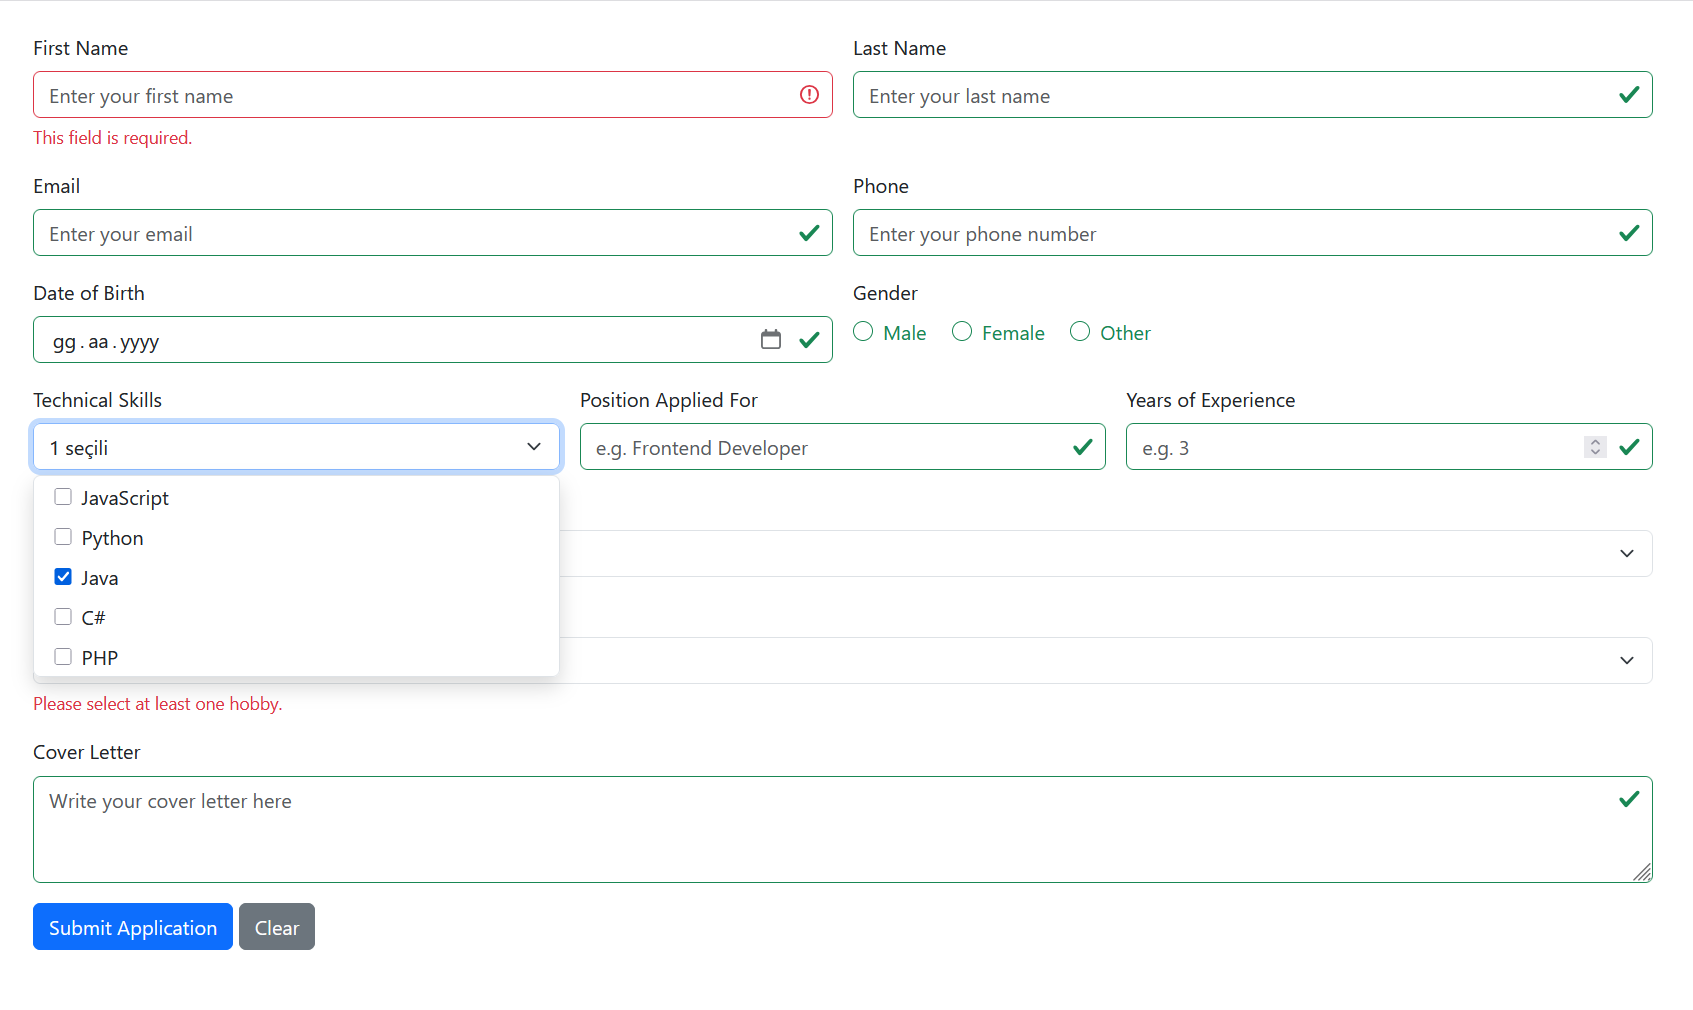 First Name
Last Name
Enter your first name
Enter your last name
This field is required.
Email
Phone
Enter your email
Enter your phone number
Date of Birth
Gender
gg.aa.yyyy
Male
Female
Other
Technical Skills
Position Applied For
Years of Experience
1 seçili
e.g. Frontend Developer
e.g. 3
JavaScript
Python
Java
C#
PHP
Please select at least one hobby.
Cover Letter
Write your cover letter here
Submit Application
Clear